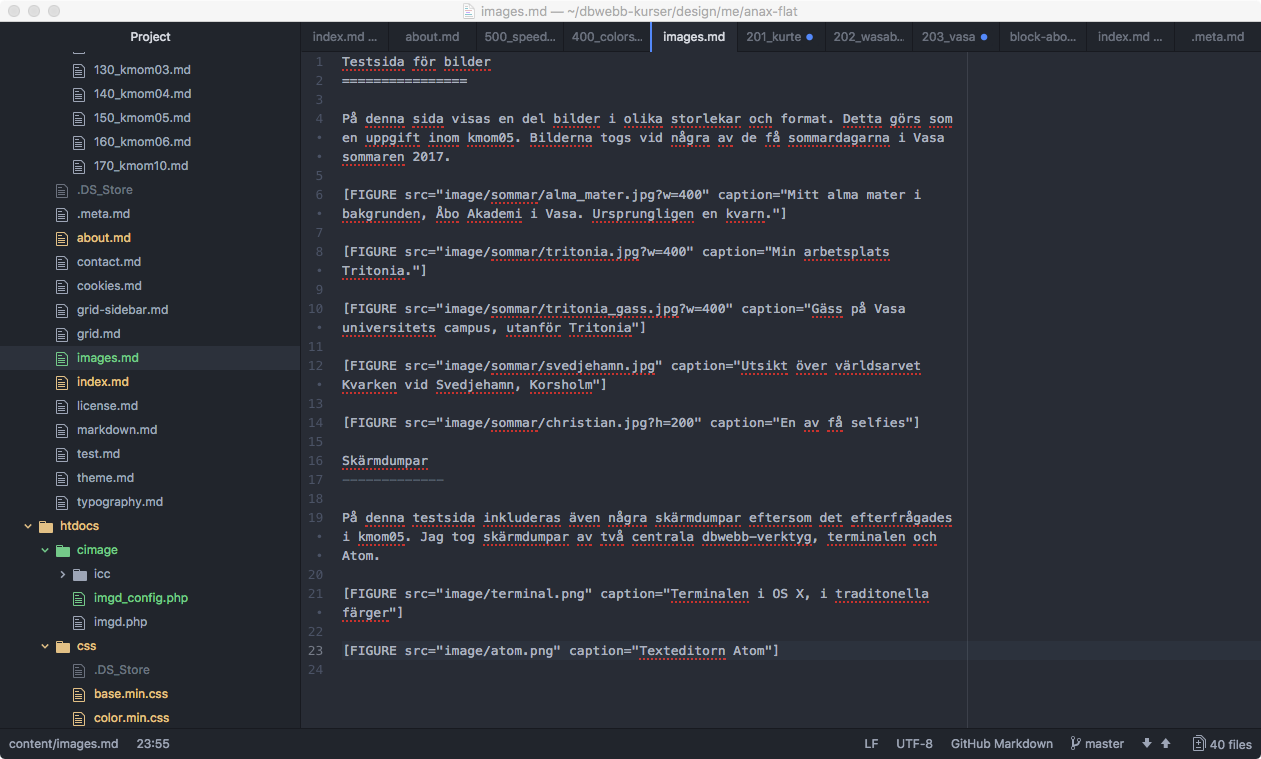 images.md — ~/dbwebb-kurser/design/me/anax-flat
Project
index.md ...
about.md
500_speed...
400_colors...
images.md
201_kurte
202_wasab...
203_vasa
block-abo...
index.md ...
.meta.md
130_kmom03.md
140_kmom04.md
150_kmom05.md
160_kmom06.md
170_kmom10.md
.DS_Store
.meta.md
about.md
contact.md
cookies.md
grid-sidebar.md
grid.md
images.md
index.md
license.md
markdown.md
test.md
theme.md
typography.md
htdocs
cimage
icc
imgd_config.php
imgd.php
css
.DS_Store
base.min.css
color.min.css
1 Testsida för bilder
2 ================
3
4 På denna sida visas en del bilder i olika storlekar och format. Detta görs som
• en uppgift inom kmom05. Bilderna togs vid några av de få sommardagarna i Vasa
• sommaren 2017.
5
6 [FIGURE src="image/sommar/alma_mater.jpg?w=400" caption="Mitt alma mater i
• bakgrunden, Åbo Akademi i Vasa. Ursprungligen en kvarn."]
7
8 [FIGURE src="image/sommar/tritonia.jpg?w=400" caption="Min arbetsplats
• Tritonia."]
9
10 [FIGURE src="image/sommar/tritonia_gass.jpg?w=400" caption="Gäss på Vasa
• universitets campus, utanför Tritonia"]
11
12 [FIGURE src="image/sommar/svedjehamn.jpg" caption="Utsikt över världsarvet
• Kvarken vid Svedjehamn, Korsholm"]
13
14 [FIGURE src="image/sommar/christian.jpg?h=200" caption="En av få selfies"]
15
16 Skärmdumpar
17 -------------
18
19 På denna testsida inkluderas även några skärmdumpar eftersom det efterfrågades
• i kmom05. Jag tog skärmdumpar av två centrala dbwebb-verktyg, terminalen och
• Atom.
20
21 [FIGURE src="image/terminal.png" caption="Terminalen i OS X, i traditonella
• färger"]
22
23 [FIGURE src="image/atom.png" caption="Texteditorn Atom"]
24
content/images.md 23:55 LF UTF-8 GitHub Markdown master 40 files